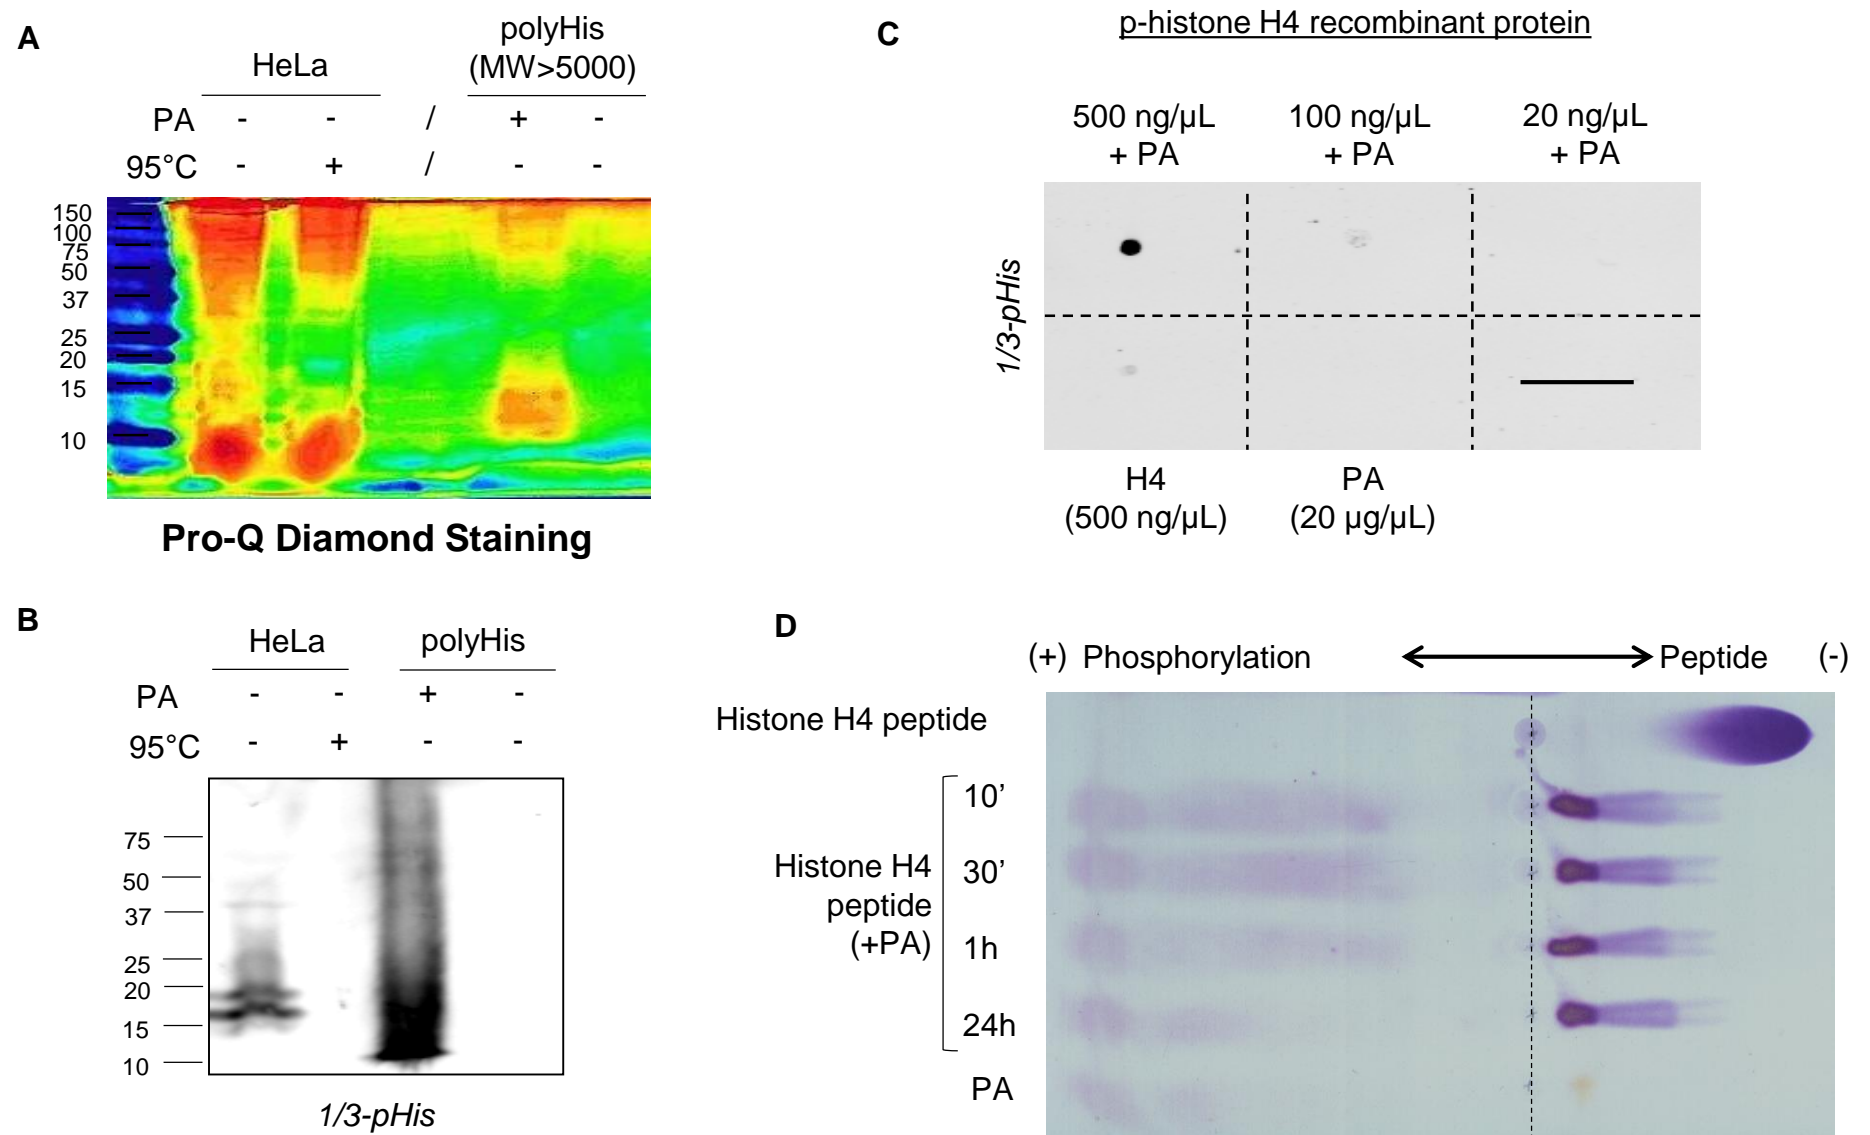 A
HeLa
polyHis
(MW>5000)
PA - - / + -
95°C - + / - -
150
100
75
50
37
25
20
15
10
Pro-Q Diamond Staining
B
HeLa polyHis
PA - - + -
95°C - + - -
75
50
37
25
20
15
10
1/3-pHis
C
p-histone H4 recombinant protein
500 ng/µL 100 ng/µL 20 ng/µL
+ PA + PA + PA
1/3-pHis
H4 PA
(500 ng/µL) (20 µg/µL)
D
(+) Phosphorylation Peptide (-)
Histone H4 peptide
Histone H4
peptide
(+PA)
10’
30’
1h
24h
PA